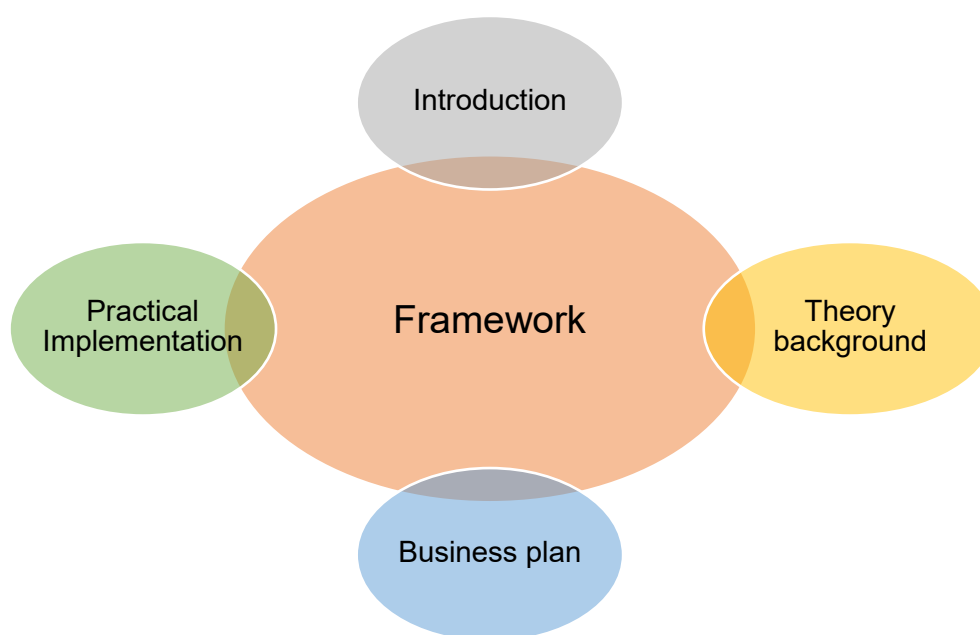 Introduction
Practical
Implementation
Framework
Theory
background
Business plan